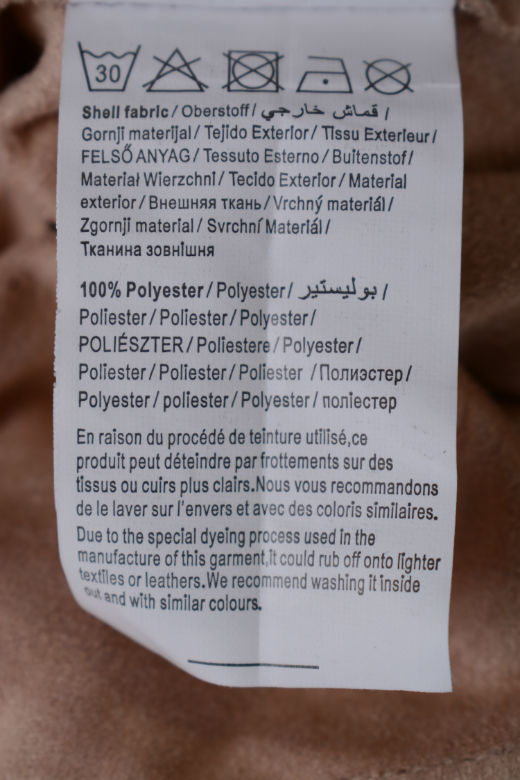 30
Shell fabric / Oberstoff / قماش خارجي /
Gornji materijal / Tejido Exterior / Tissu Exterieur /
FELSŐ ANYAG / Tessuto Esterno / Buitenstof /
Materiał Wierzchni / Tecido Exterior / Material
exterior / Внешняя ткань / Vrchný materiál /
Zgornji material / Svrchní Materiál /
Тканина зовнішня
100% Polyester / Polyester / بوليستير /
Poliester / Poliester / Polyester /
POLIÉSZTER / Poliestere / Polyester /
Poliester / Poliester / Poliester / Полиэстер /
Polyester / poliester / Polyester / поліестер
En raison du procédé de teinture utilisé,ce
produit peut déteindre par frottements sur des
tissus ou cuirs plus clairs.Nous vous recommandons
de le laver sur l'envers et avec des coloris similaires.
Due to the special dyeing process used in the
manufacture of this garment,it could rub off onto lighter
textiles or leathers.We recommend washing it inside
out and with similar colours.